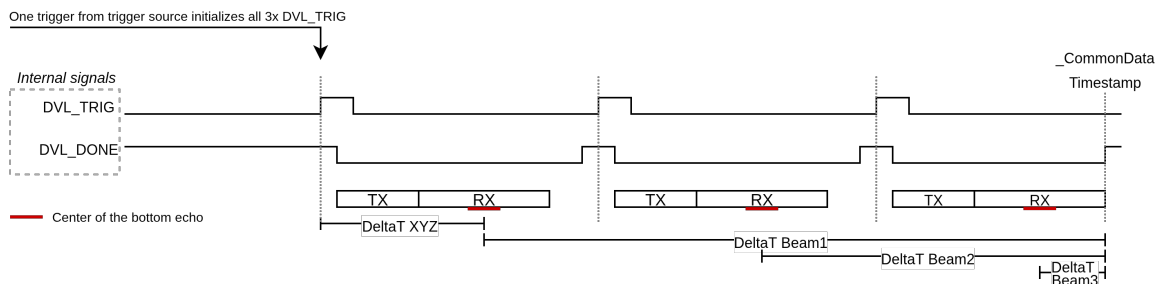 One trigger from trigger source initializes all 3x DVL_TRIG
_CommonData
Timestamp
Internal signals
DVL_TRIG
DVL_DONE
TX
RX
TX
RX
TX
RX
Center of the bottom echo
DeltaT XYZ
DeltaT Beam1
DeltaT Beam2
DeltaT
Beam3